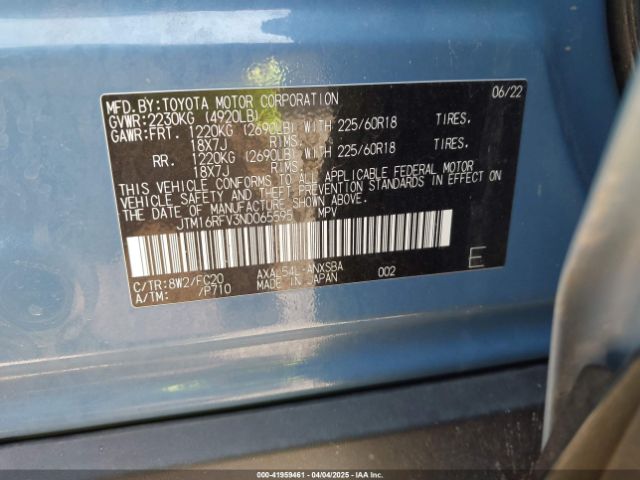 MFD.BY:TOYOTA MOTOR CORPORATION 06/22
GVWR:2230KG (4920LB)
GAWR:FRT. 1220KG (2690LB) WITH 225/60R18 TIRES.
18X7J RIMS.
RR. 1220KG (2690LB) WITH 225/60R18 TIRES.
18X7J RIMS.
THIS VEHICLE CONFORMS TO ALL APPLICABLE FEDERAL MOTOR
VEHICLE SAFETY AND THEFT PREVENTION STANDARDS IN EFFECT ON
THE DATE OF MANUFACTURE SHOWN ABOVE.
JTM16RFV3ND065595 MPV
C/TR:8W2/FC20 AXAL54L-ANXSBA 002 E
A/TM: /P710 MADE IN JAPAN
000-41959461 - 04/04/2025 - IAAI.COM